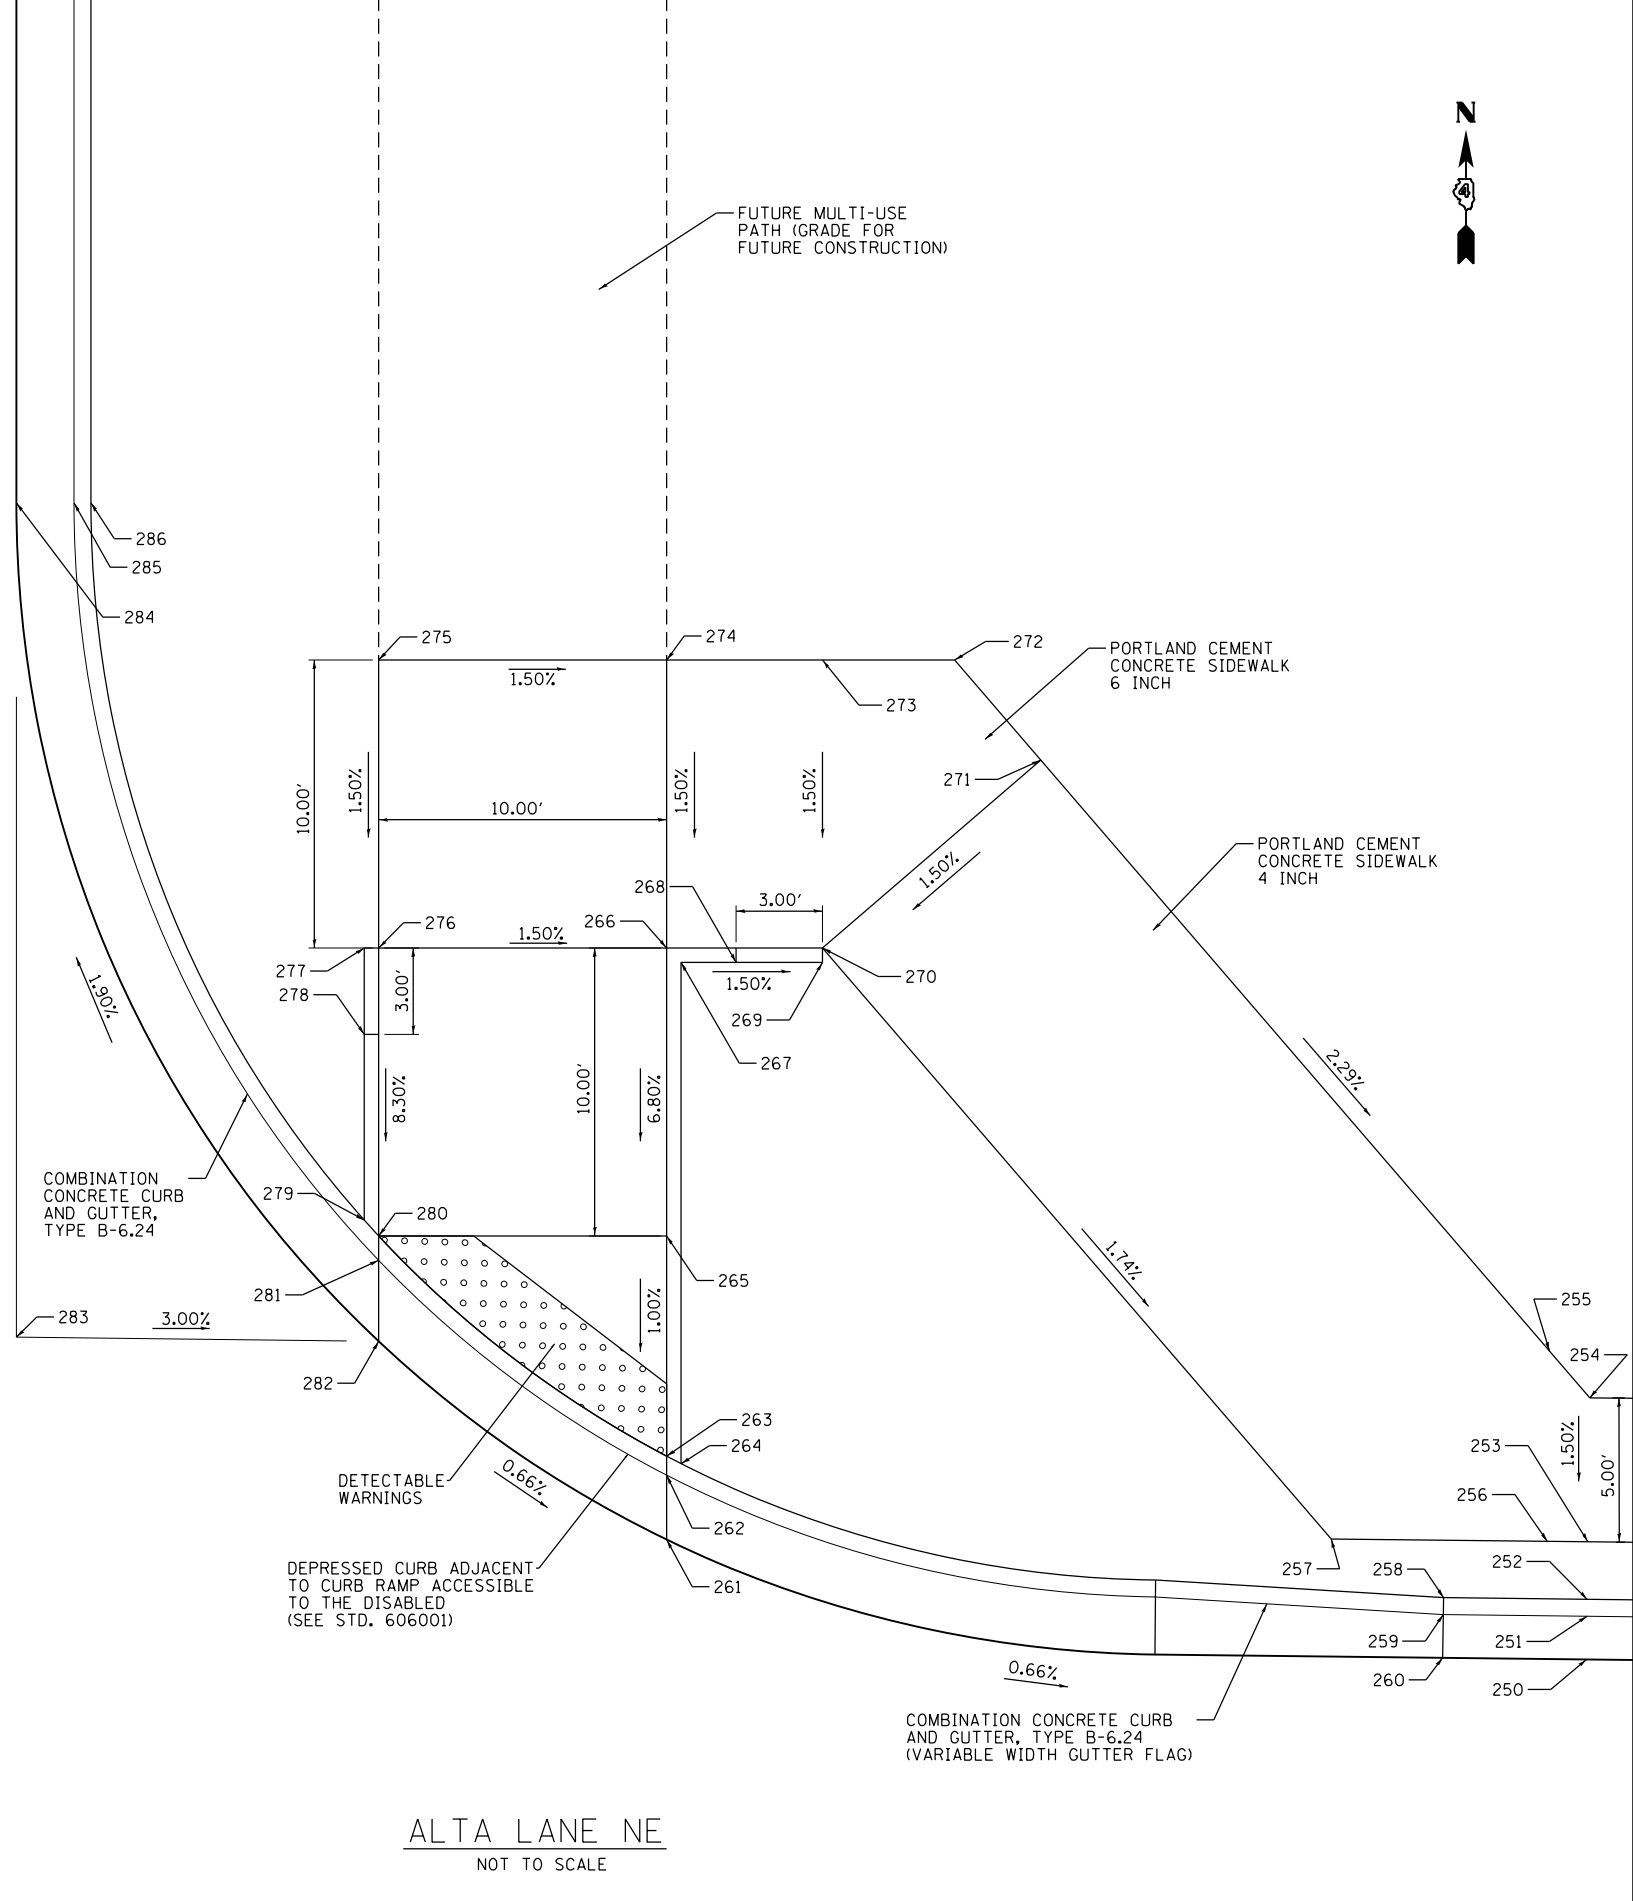 N
4
FUTURE MULTI-USE
PATH (GRADE FOR
FUTURE CONSTRUCTION)
286
285
284
275
274
272
273
PORTLAND CEMENT
CONCRETE SIDEWALK
6 INCH
1.50%
10.00'
1.50%
10.00'
1.50%
1.50%
271
PORTLAND CEMENT
CONCRETE SIDEWALK
4 INCH
1.50%
268
3.00'
276
266
1.50%
277
278
3.00'
270
1.50%
269
267
1.90%
8.30%
10.00'
6.80%
2.29%
COMBINATION
CONCRETE CURB
AND GUTTER,
TYPE B-6.24
279
280
1.74%
265
281
283
3.00%
1.00%
255
254
282
263
264
253
1.50%
5.00'
256
DETECTABLE
WARNINGS
0.66%
262
261
DEPRESSED CURB ADJACENT
TO CURB RAMP ACCESSIBLE
TO THE DISABLED
(SEE STD. 606001)
257
258
252
259
251
260
250
0.66%
COMBINATION CONCRETE CURB
AND GUTTER, TYPE B-6.24
(VARIABLE WIDTH GUTTER FLAG)
ALTA LANE NE
NOT TO SCALE